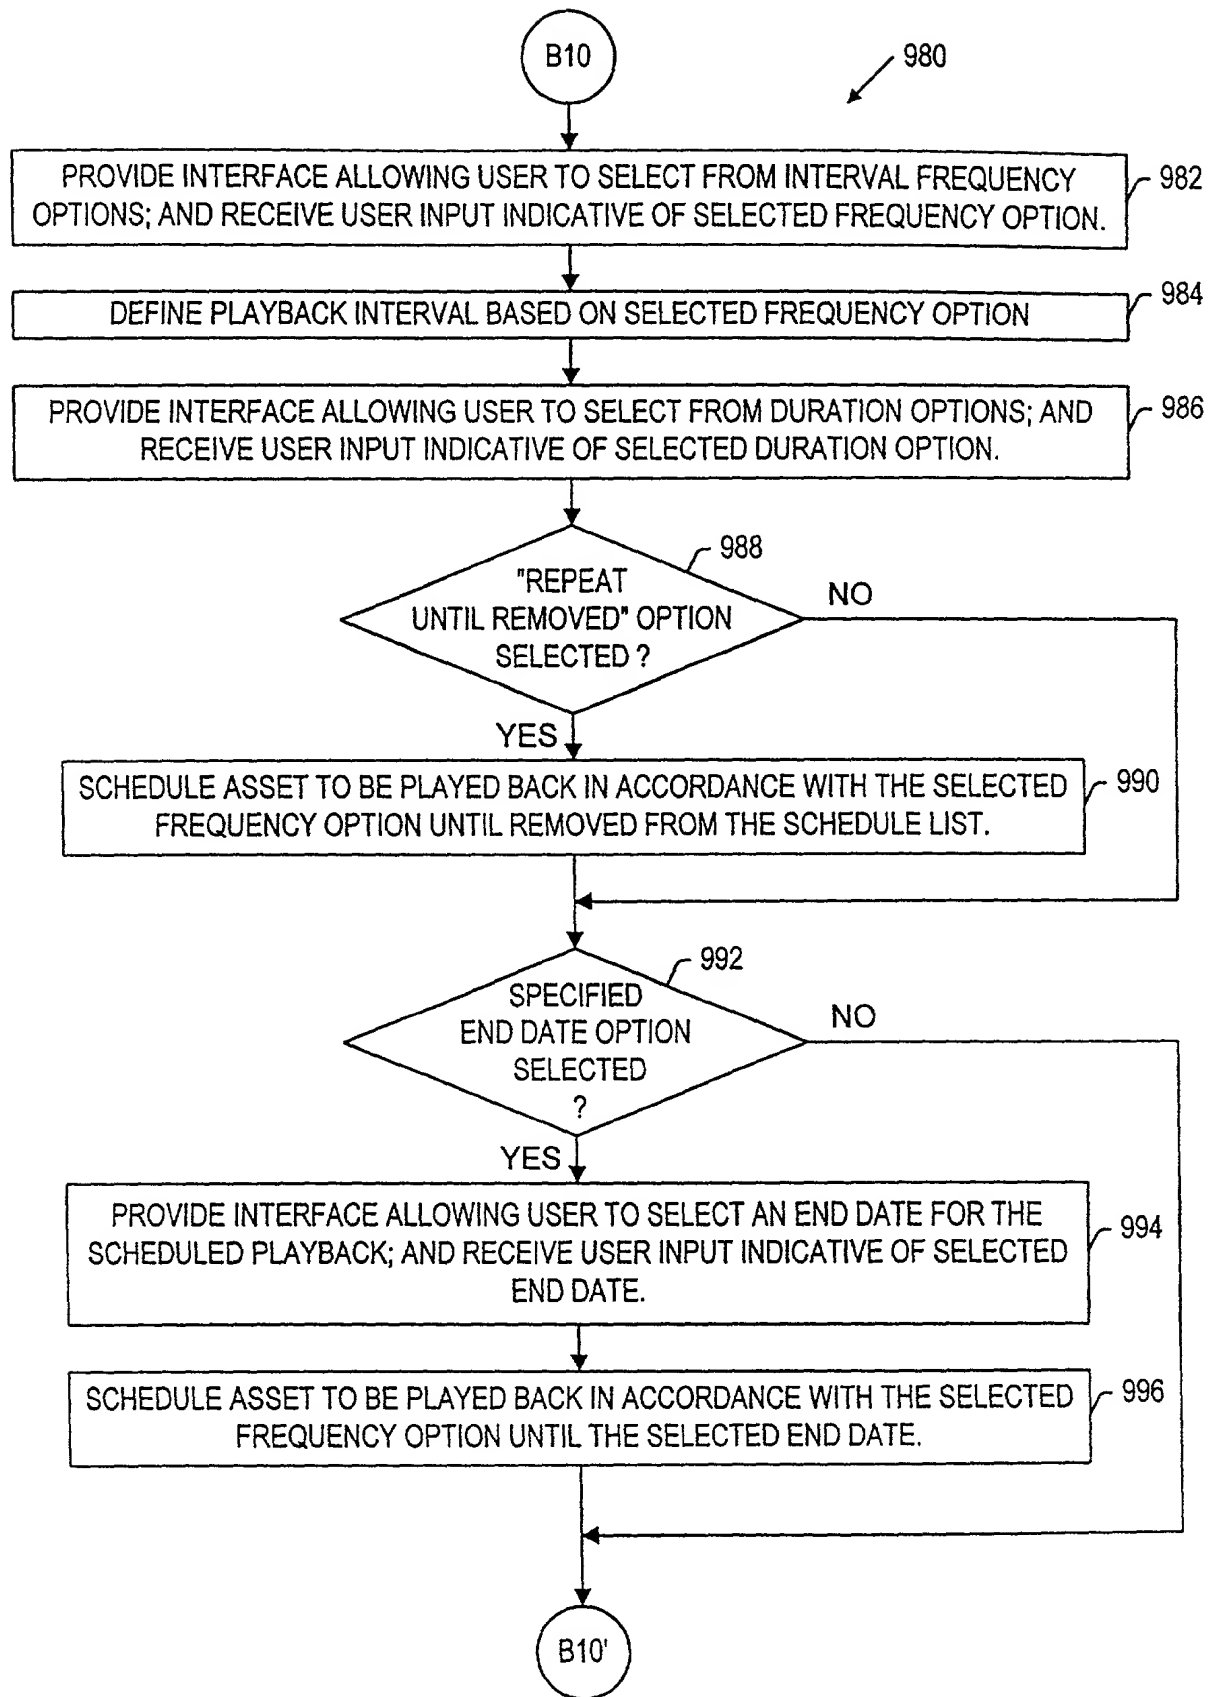 B10
980
PROVIDE INTERFACE ALLOWING USER TO SELECT FROM INTERVAL FREQUENCY
OPTIONS; AND RECEIVE USER INPUT INDICATIVE OF SELECTED FREQUENCY OPTION.
982
DEFINE PLAYBACK INTERVAL BASED ON SELECTED FREQUENCY OPTION
984
PROVIDE INTERFACE ALLOWING USER TO SELECT FROM DURATION OPTIONS; AND
RECEIVE USER INPUT INDICATIVE OF SELECTED DURATION OPTION.
986
"REPEAT
UNTIL REMOVED" OPTION
SELECTED ?
988
NO
YES
SCHEDULE ASSET TO BE PLAYED BACK IN ACCORDANCE WITH THE SELECTED
FREQUENCY OPTION UNTIL REMOVED FROM THE SCHEDULE LIST.
990
SPECIFIED
END DATE OPTION
SELECTED
?
992
NO
YES
PROVIDE INTERFACE ALLOWING USER TO SELECT AN END DATE FOR THE
SCHEDULED PLAYBACK; AND RECEIVE USER INPUT INDICATIVE OF SELECTED
END DATE.
994
SCHEDULE ASSET TO BE PLAYED BACK IN ACCORDANCE WITH THE SELECTED
FREQUENCY OPTION UNTIL THE SELECTED END DATE.
996
B10'